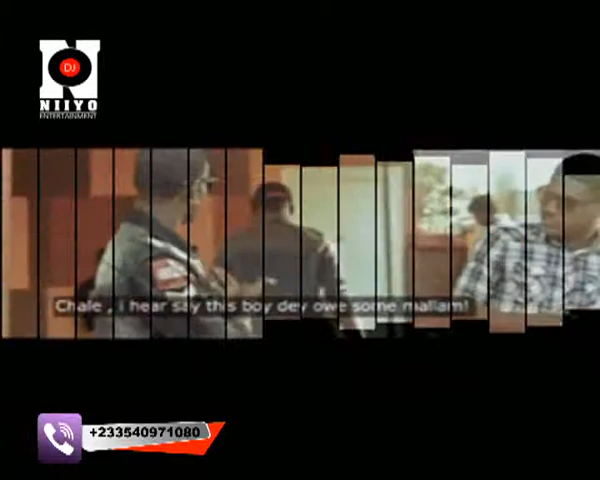 N
DJ
NIIYO
ENTERTAINMENT
Chale , i hear say this boy dey owe some mallam!
+233540971080